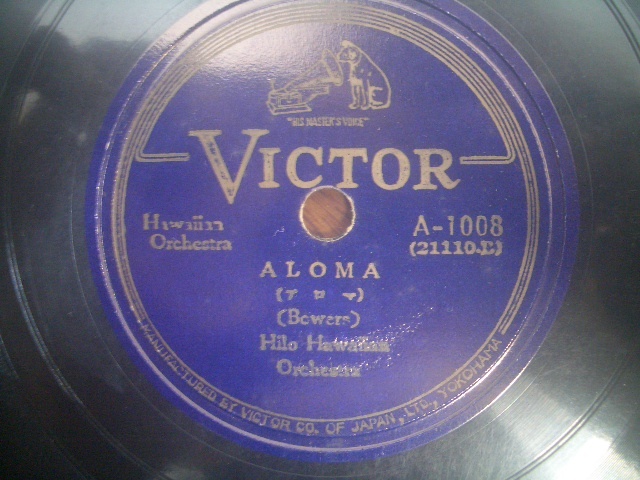 "HIS MASTER'S VOICE"
VICTOR
Hawaiian
Orchestra
A-1008
(21110-B)
ALOMA
(アロマ)
(Bowers)
Hilo Hawaiian
Orchestra
MANUFACTURED BY VICTOR CO. OF JAPAN, LTD., YOKOHAMA